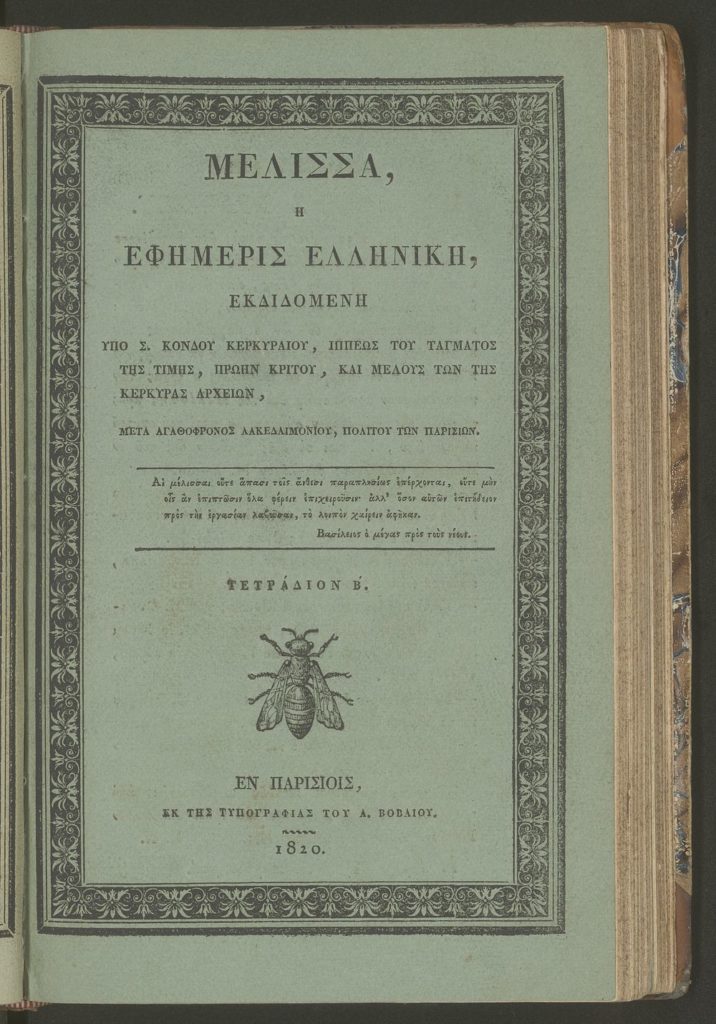 ΜΕΛΙΣΣΑ,
Η
ΕΦΗΜΕΡΙΣ ΕΛΛΗΝΙΚΗ,
ΕΚΔΙΔΟΜΕΝΗ
ΥΠΟ Σ. ΚΟΝΔΟΥ ΚΕΡΚΥΡΑΙΟΥ, ΙΠΠΕΩΣ ΤΟΥ ΤΑΓΜΑΤΟΣ
ΤΗΣ ΤΙΜΗΣ, ΠΡΩΗΝ ΚΡΙΤΟΥ, ΚΑΙ ΜΕΛΟΥΣ ΤΩΝ ΤΗΣ
ΚΕΡΚΥΡΑΣ ΑΡΧΕΙΩΝ,
ΜΕΤΑ ΑΓΑΘΟΦΡΟΝΟΣ ΛΑΚΕΔΑΙΜΟΝΙΟΥ, ΠΟΛΙΤΟΥ ΤΩΝ ΠΑΡΙΣΙΩΝ.
Αἱ μέλισσαι οὔτε ἅπασι τοῖς ἄνθεσι παραπλησίως ἐπέρχονται, οὔτε μὴν
οἷς ἂν ἐπιπτῶσιν ὅλα φέρειν ἐπιχειροῦσιν· ἀλλ' ὅσον αὐτῶν ἐπιτήδειον
πρὸς τὴν ἐργασίαν λαβοῦσαι, τὸ λοιπὸν χαίρειν ἀφῆκαν.
Βασίλειος ὁ μέγας πρὸς τοὺς νέους.
ΤΕΤΡΑΔΙΟΝ Β.
ΕΝ ΠΑΡΙΣΙΟΙΣ,
ΕΚ ΤΗΣ ΤΥΠΟΓΡΑΦΙΑΣ ΤΟΥ Α. ΒΟΒΑΙΟΥ.
1820.